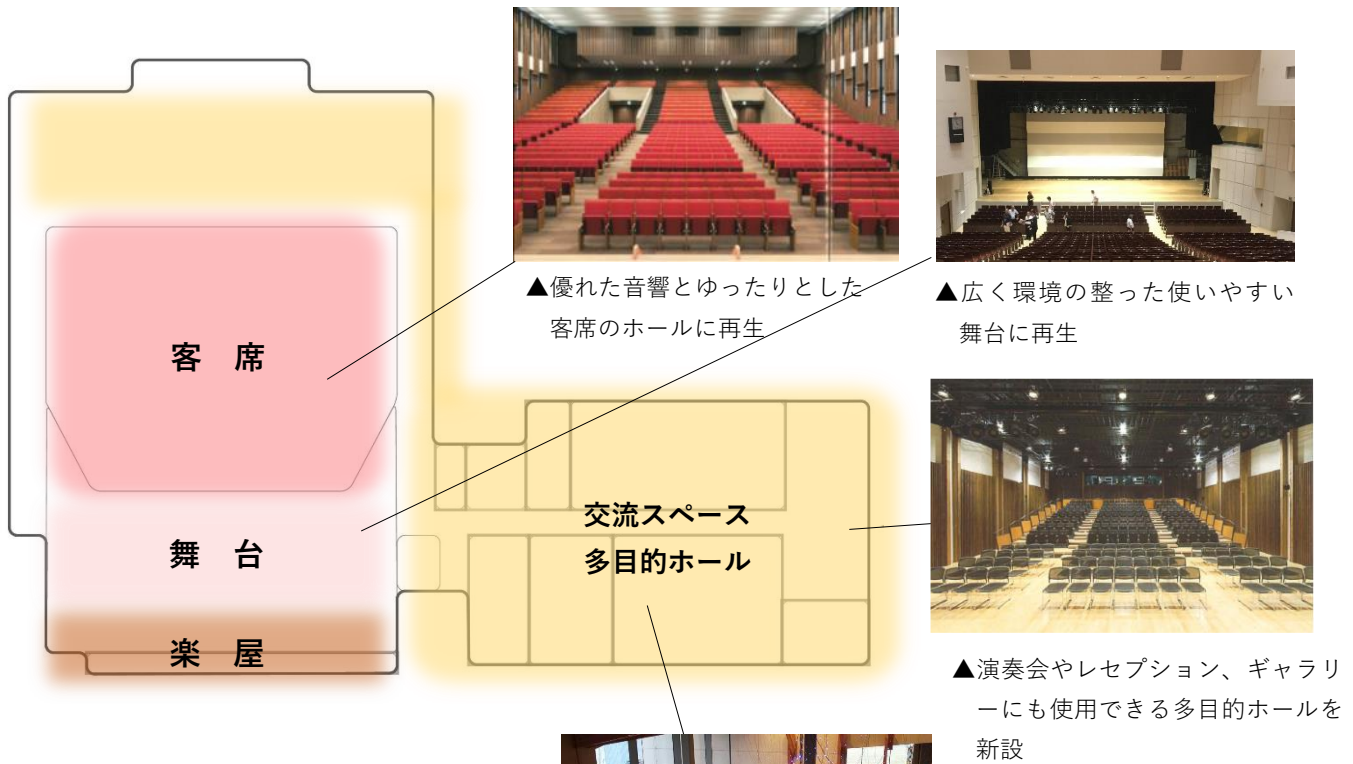 ▲優れた音響とゆったりとした
客席のホールに再生
▲広く環境の整った使いやすい
舞台に再生
客 席
交流スペース
多目的ホール
舞 台
楽 屋
▲演奏会やレセプション、ギャラリ
ーにも使用できる多目的ホールを
新設